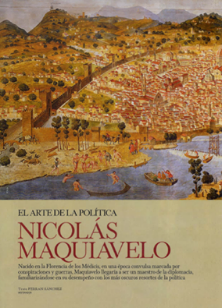 EL ARTE DE LA POLÍTICA
NICOLÁS
MAQUIAVELO
Nacido en la Florencia de los Médicis, en una época convulsa marcada por
conspiraciones y guerras, Maquiavelo llegaría a ser un maestro de la diplomacia,
familiarizándose en su desempeño con los más oscuros resortes de la política